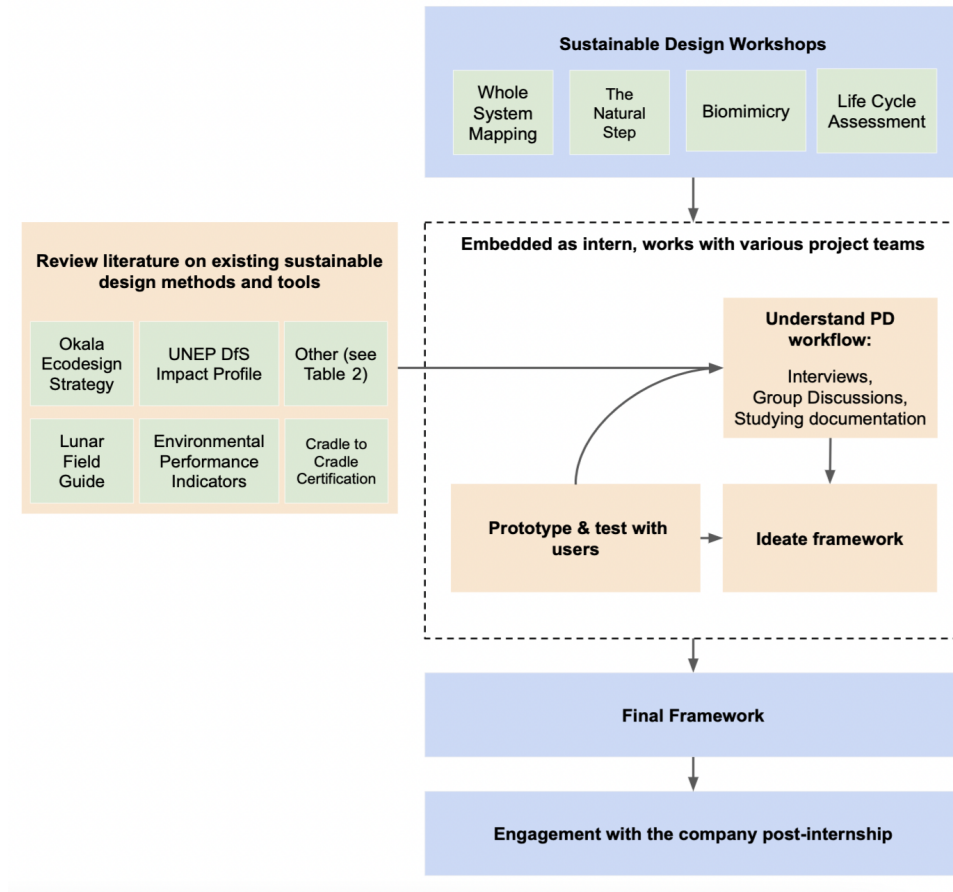 Sustainable Design Workshops
Whole
System
Mapping
The
Natural
Step
Biomimicry
Life Cycle
Assessment
Review literature on existing sustainable
design methods and tools
Okala
Ecodesign
Strategy
UNEP DfS
Impact Profile
Other (see
Table 2)
Lunar
Field
Guide
Environmental
Performance
Indicators
Cradle to
Cradle
Certification
Embedded as intern, works with various project teams
Understand PD
workflow:
Interviews,
Group Discussions,
Studying documentation
Prototype & test with
users
Ideate framework
Final Framework
Engagement with the company post-internship